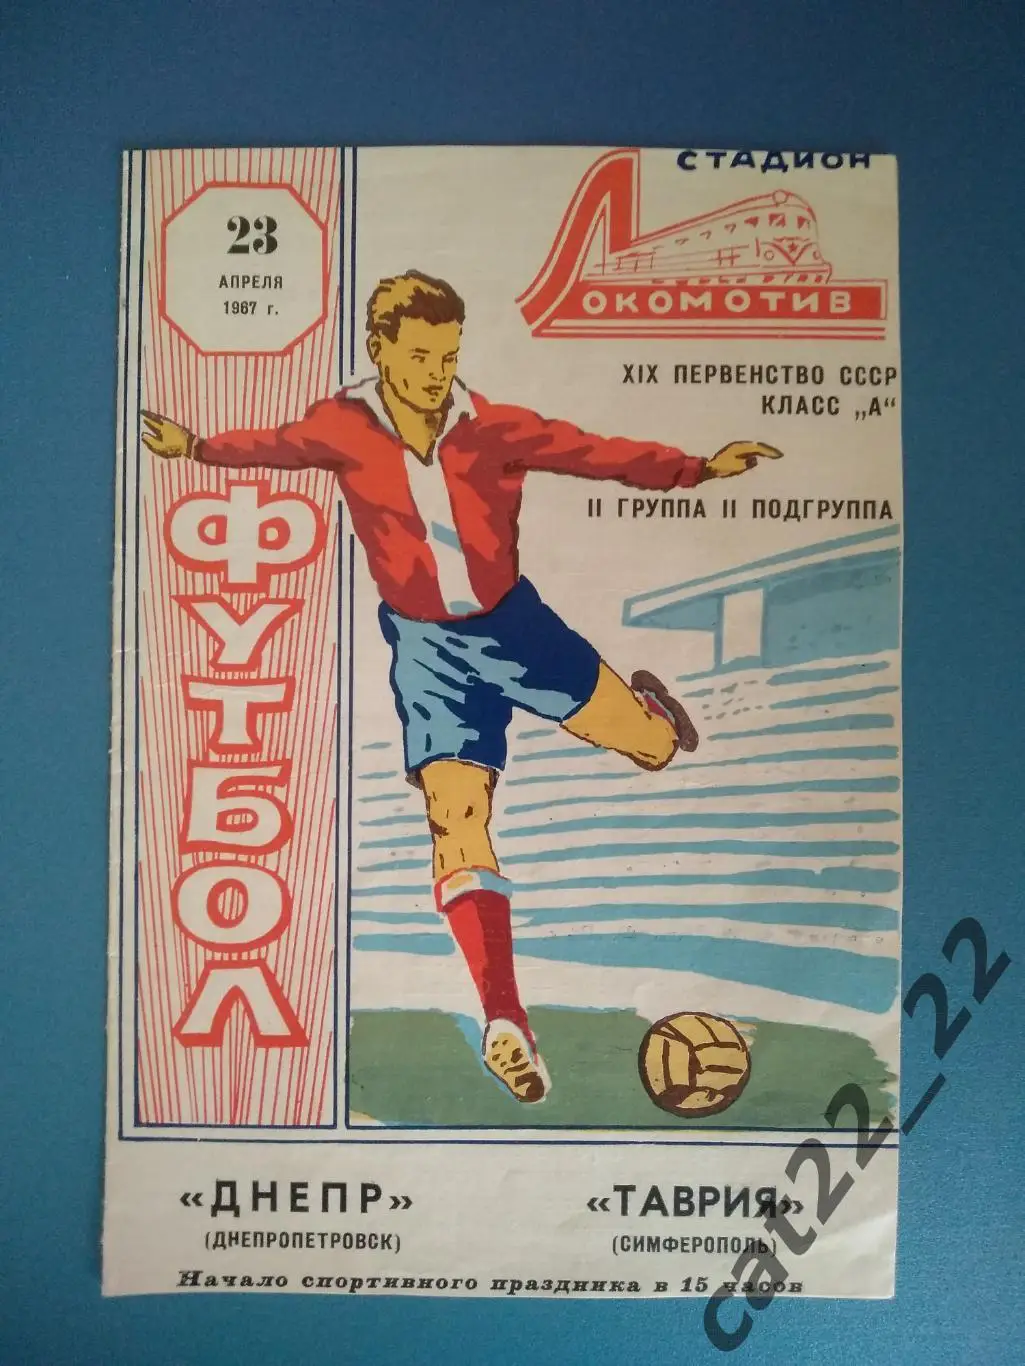 СТАДИОН
ЛОКОМОТИВ
23
АПРЕЛЯ
1967 г.
XIX ПЕРВЕНСТВО СССР
КЛАСС „А“
II ГРУППА II ПОДГРУППА
ФУТБОЛ
«ДНЕПР»
(ДНЕПРОПЕТРОВСК)
«ТАВРИЯ»
(СИМФЕРОПОЛЬ)
Начало спортивного праздника в 15 часов
cat22_22